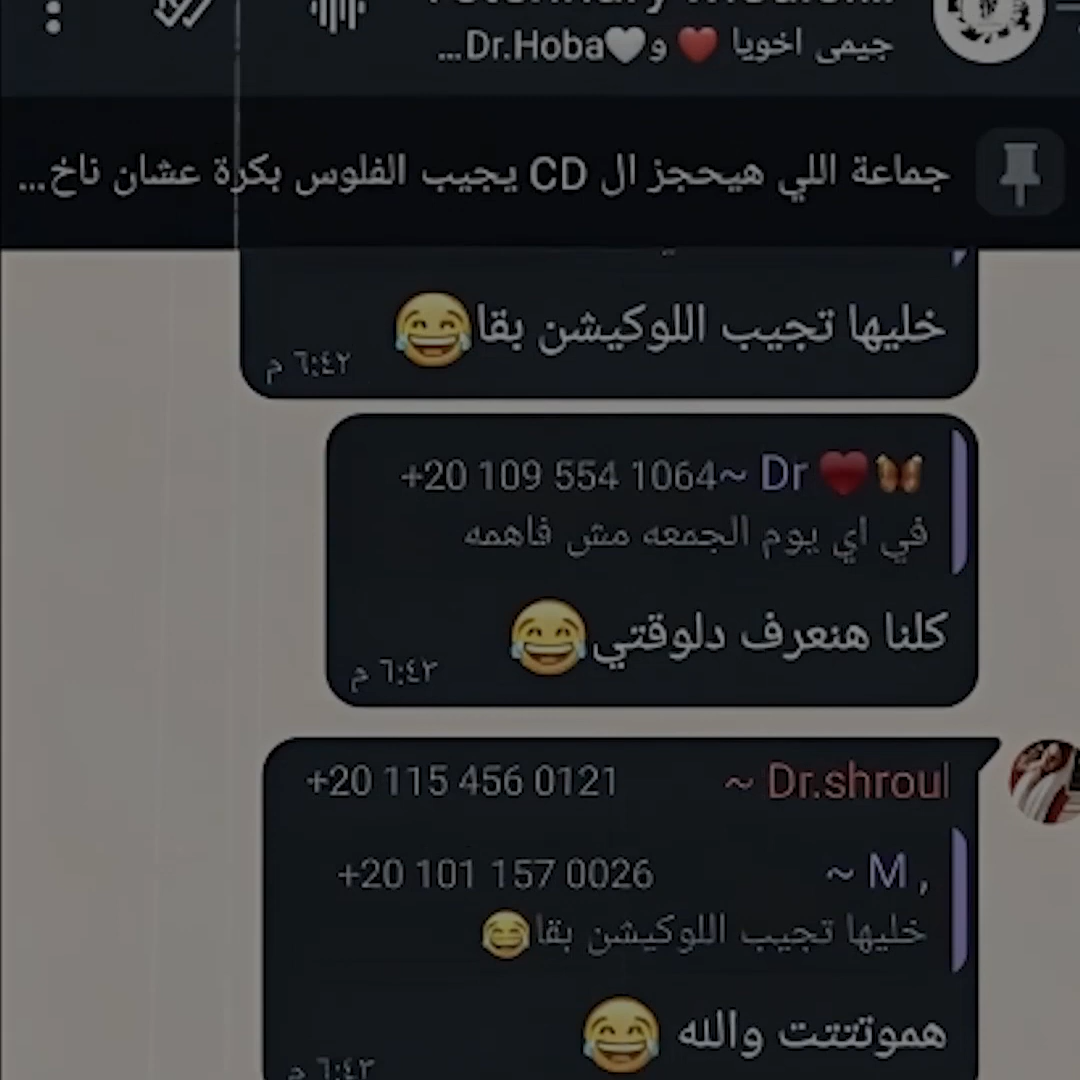 جيمى اخويا ❤️ و🤍Dr.Hoba...
جماعة اللي هيحجز ال CD يجيب الفلوس بكرة عشان ناخ...
خليها تجيب اللوكيشن بقا😂
٦:٤٢ م
+20 109 554 1064~ Dr ❤️🦋
في اي يوم الجمعه مش فاهمه
كلنا هنعرف دلوقتي😂
٦:٤٣ م
~ Dr.shrou
+20 115 456 0121
~ M ,
+20 101 157 0026
خليها تجيب اللوكيشن بقا😂
هموتتتت والله 😂
٦:٤٣ م